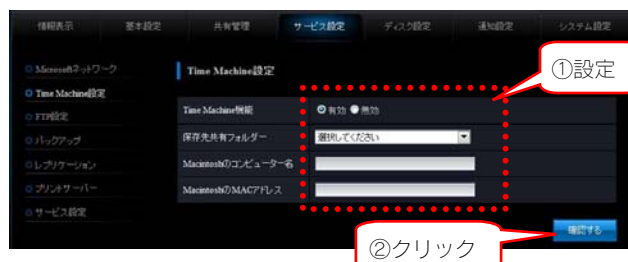 情報表示 基本設定 共有管理 サービス設定 ディスク設定 通知設定 システム設定
Microsoftネットワーク
Time Machine設定
FTP設定
バックアップ
レプリケーション
プリントサーバー
サービス設定
Time Machine設定
Time Machine機能 有効 無効
保存先共有フォルダー 選択してください
Macintoshのコンピューター名
MacintoshのMACアドレス
確認する
①設定
②クリック